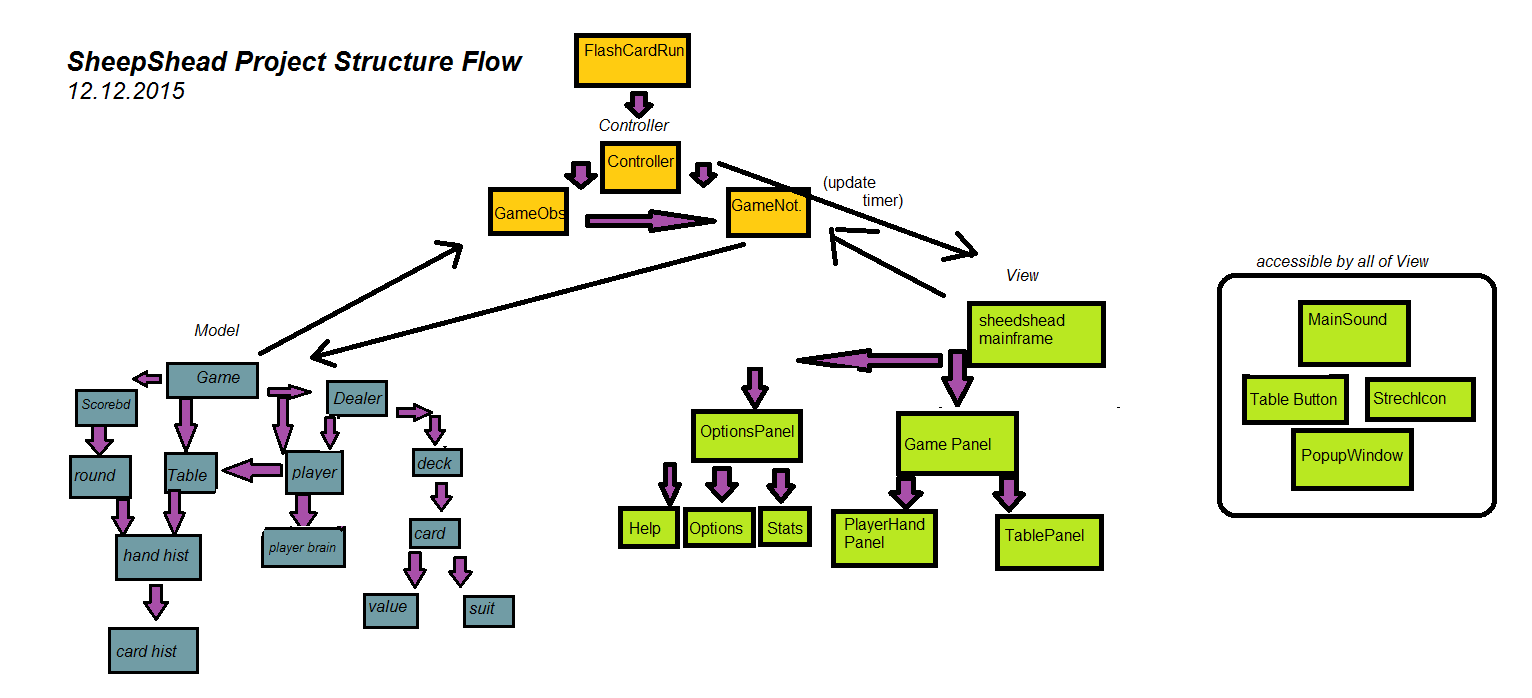 SheepShead Project Structure Flow
12.12.2015
FlashCardRun
Controller
Controller
GameObs
GameNot.
(update
timer)
View
accessible by all of View
sheedshead
mainframe
MainSound
Table Button
StrechIcon
PopupWindow
Model
Game
Scorebd
Dealer
round
Table
player
deck
hand hist
player brain
card
card hist
value
suit
OptionsPanel
Game Panel
Help
Options
Stats
PlayerHand
Panel
TablePanel